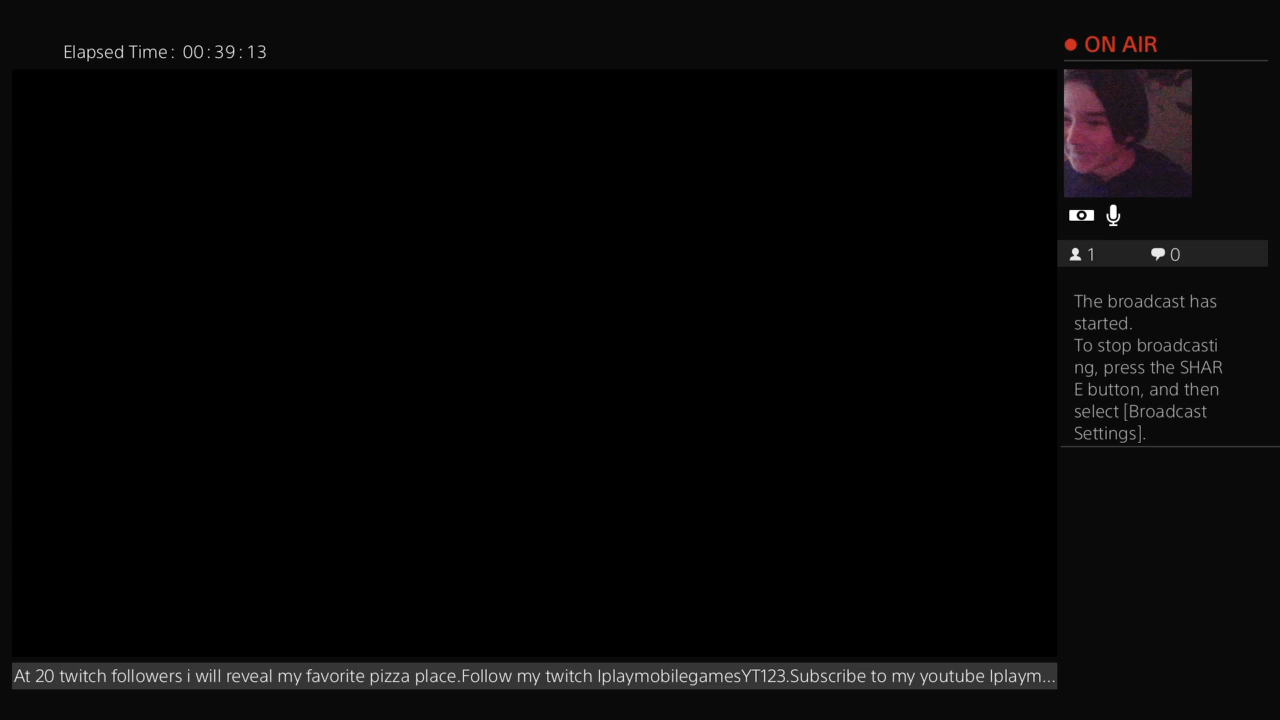 Elapsed Time: 00:39:13
ON AIR
1 0
The broadcast has
started.
To stop broadcasti
ng, press the SHAR
E button, and then
select [Broadcast
Settings].
At 20 twitch followers i will reveal my favorite pizza place.Follow my twitch IplaymobilegamesYT123.Subscribe to my youtube Iplaym...